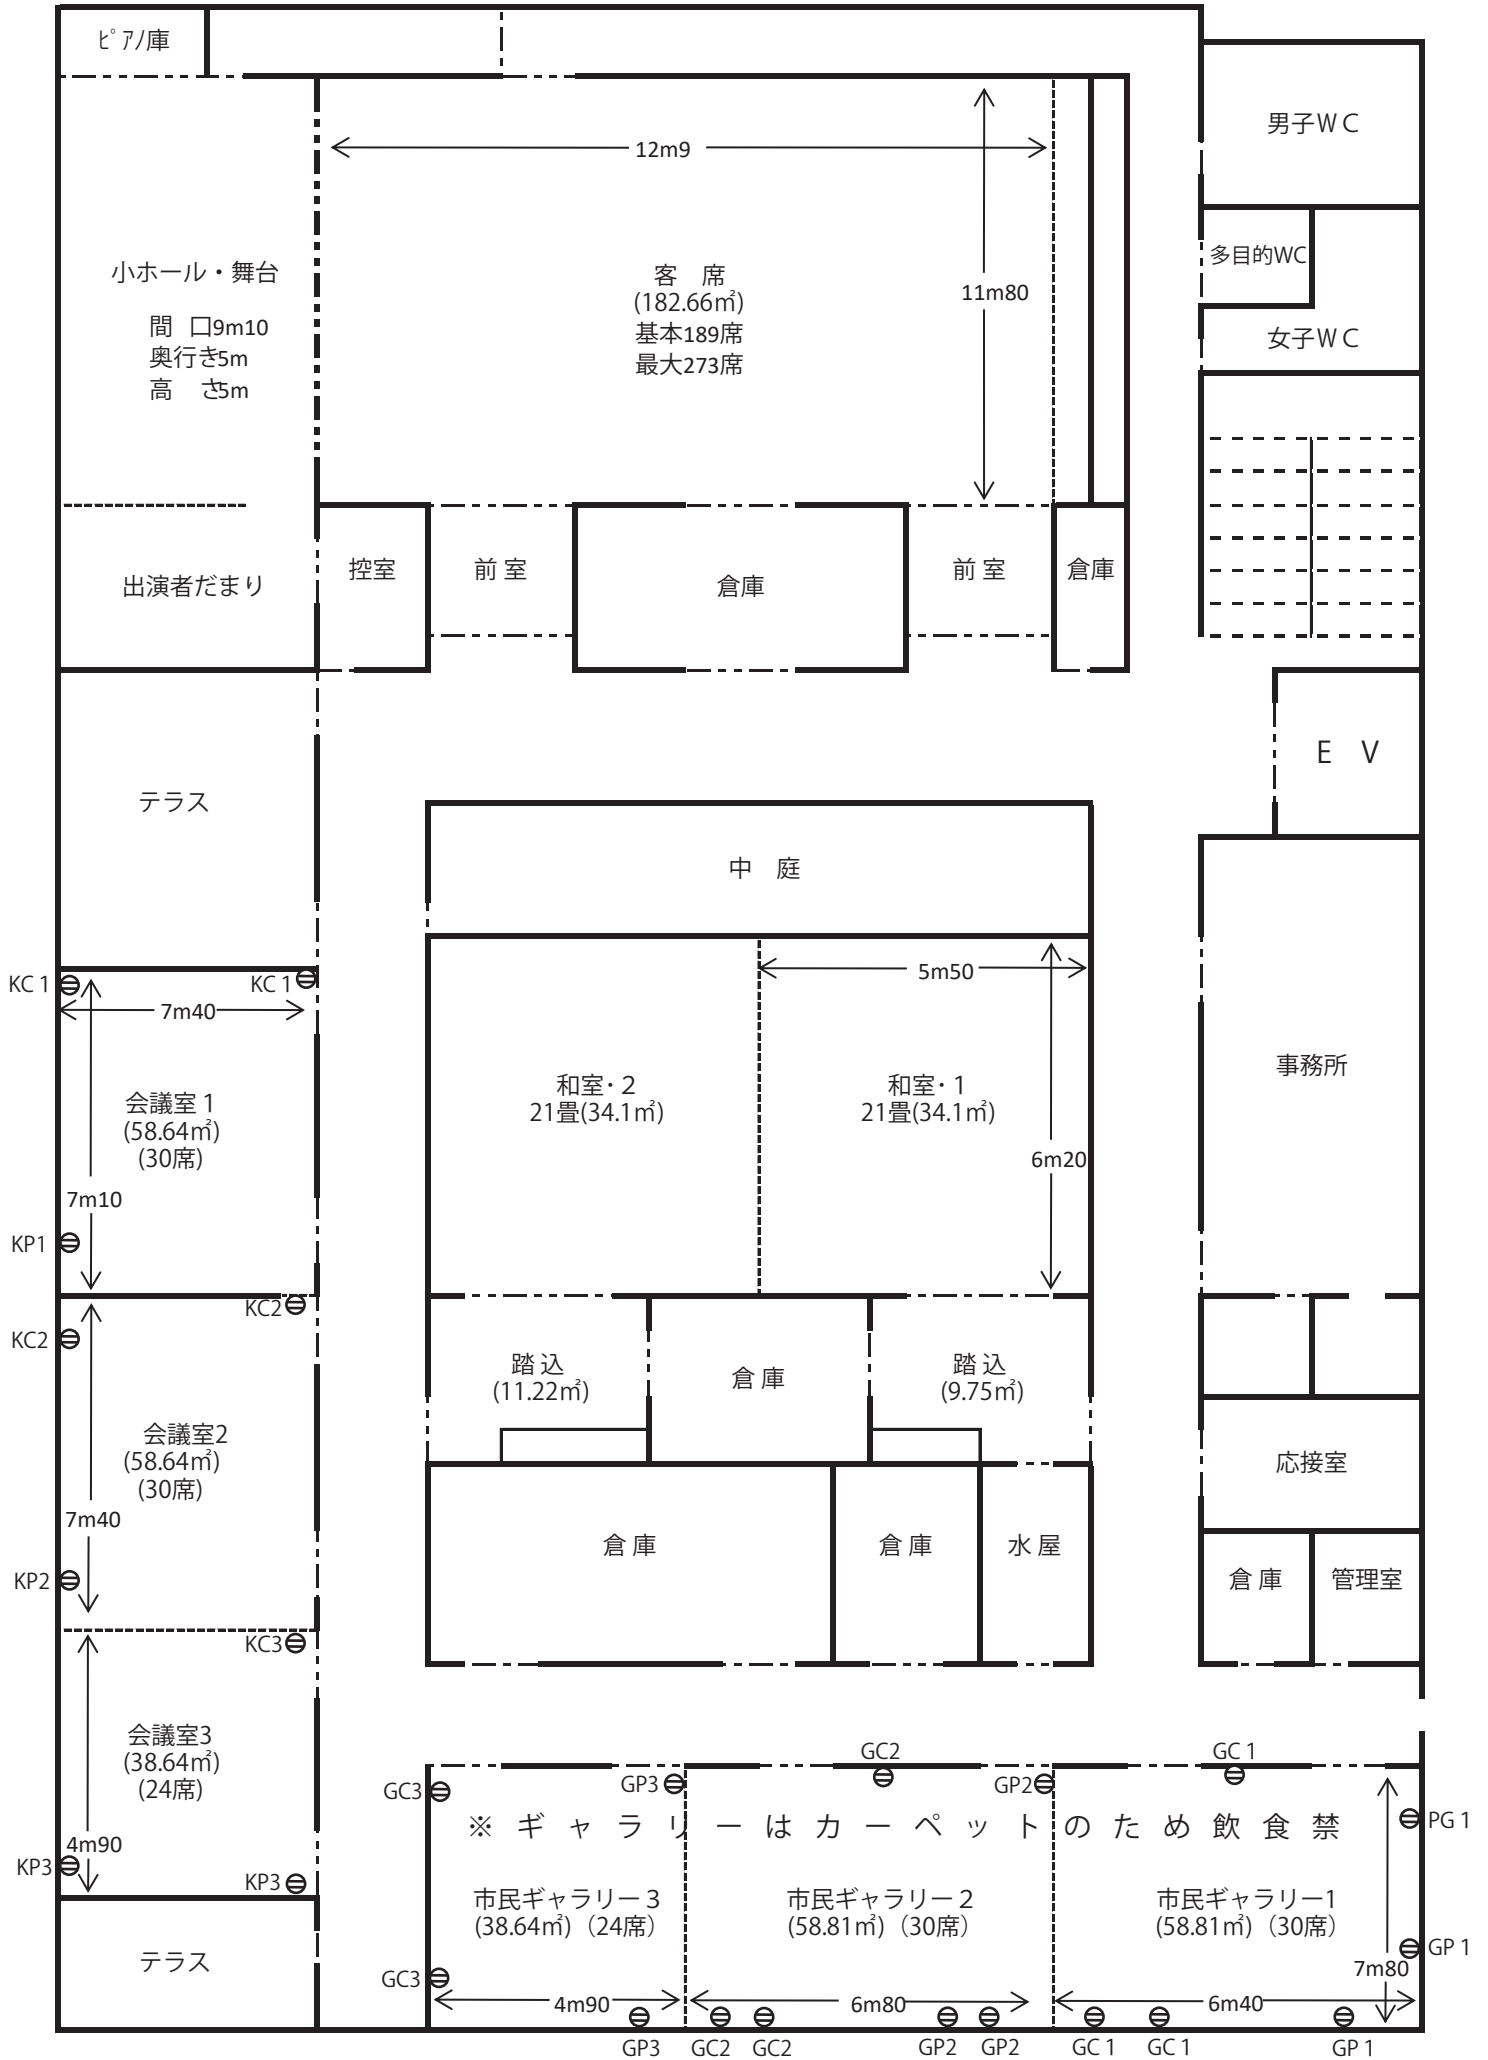 ﾋﾟｱﾉ庫
男子ＷＣ
12m9
多目的WC
小ホール・舞台
間　口9m10
奥行き5m
高　さ5m
客　席
(182.66㎡)
基本189席
最大273席
11m80
女子ＷＣ
出演者だまり
控室
前 室
倉庫
前 室
倉庫
Ｅ　Ｖ
テラス
中　庭
KC 1
KC 1
7m40
5m50
事務所
会議室 1
(58.64㎡)
(30席)
7m10
和室・２
21畳(34.1㎡)
和室・１
21畳(34.1㎡)
6m20
KP1
KC2
KC2
踏 込
(11.22㎡)
倉 庫
踏 込
(9.75㎡)
会議室2
(58.64㎡)
(30席)
7m40
応接室
倉 庫
倉 庫
水 屋
倉 庫
管理室
KP2
KC3
会議室3
(38.64㎡)
(24席)
4m90
KP3
KP3
GC2
GC 1
GC3
GP3
GP2
PG 1
※ ギ ャ ラ リ ー は カ ー ペ ッ ト の た め 飲 食 禁
市民ギャラリー３
(38.64㎡)（24席）
市民ギャラリー２
(58.81㎡)（30席）
市民ギャラリー1
(58.81㎡)（30席）
GP 1
7m80
テラス
GC3
4m90
6m80
6m40
GP3
GC2
GC2
GP2
GP2
GC 1
GC 1
GP 1